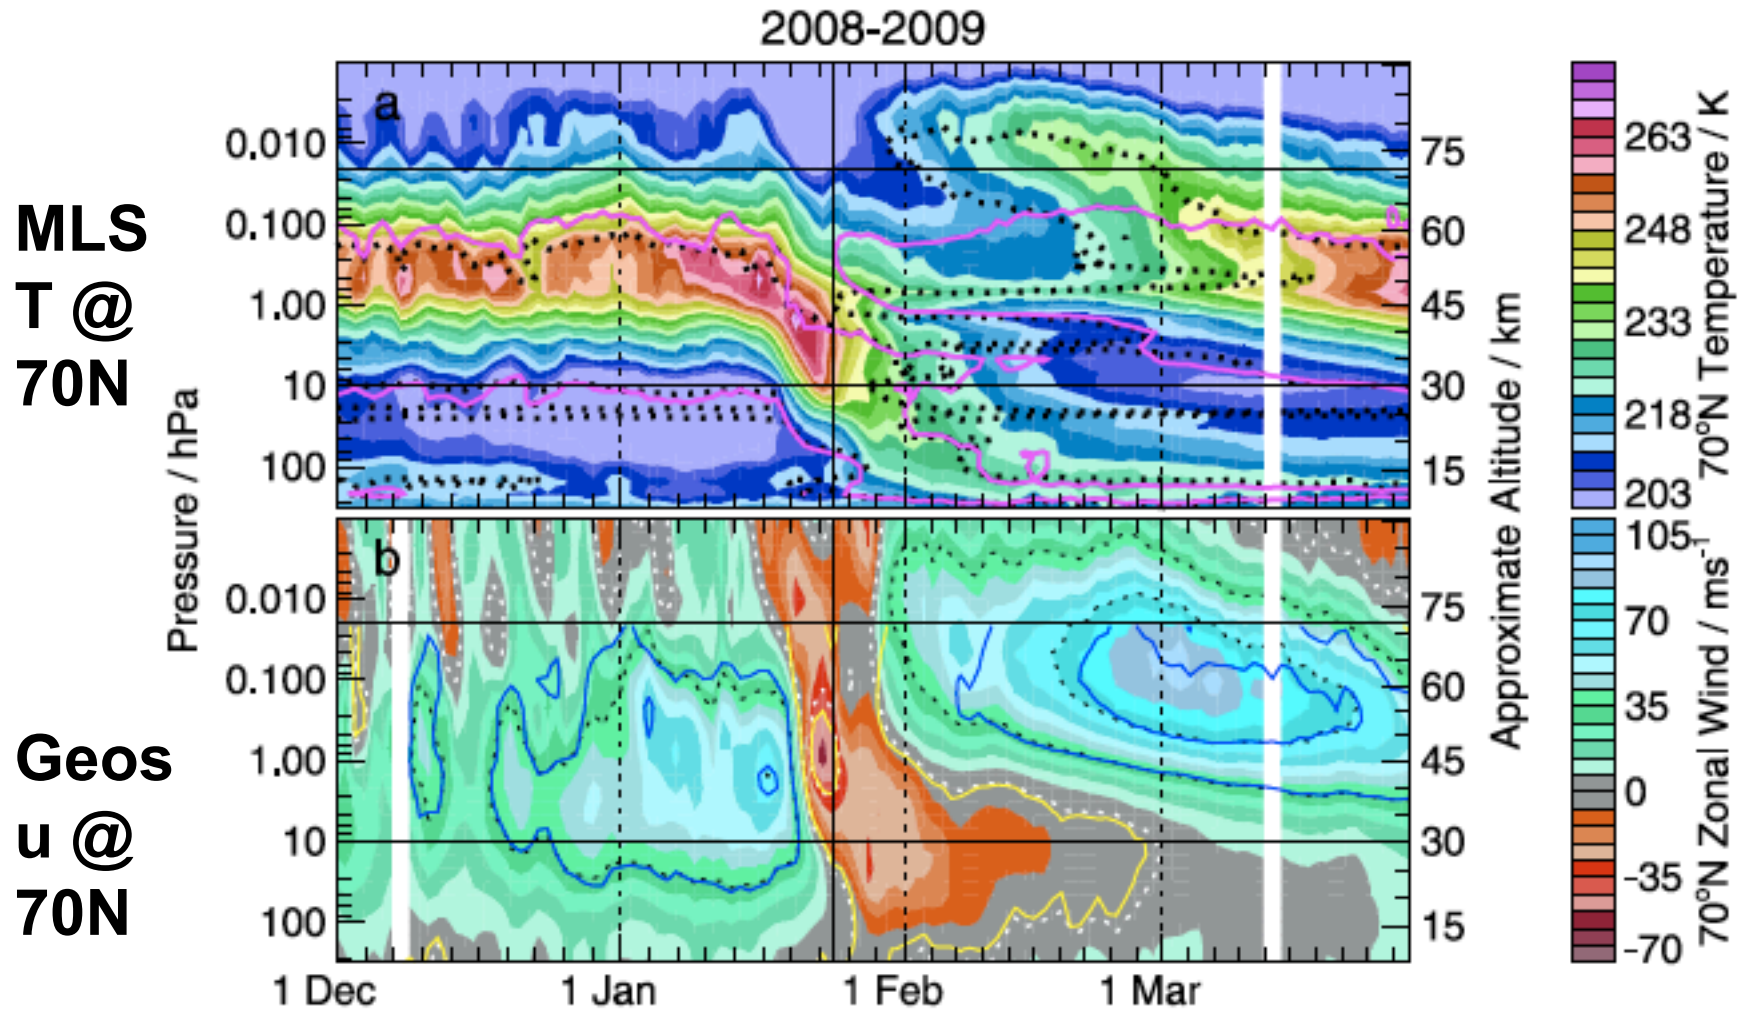 2008-2009
a
MLS
T @
70N
0.010
0.100
1.00
10
100
75
60
45
30
15
263
248
233
218
203
70°N Temperature / K
Pressure / hPa
Approximate Altitude / km
b
Geos
u @
70N
0.010
0.100
1.00
10
100
75
60
45
30
15
105
70
35
0
-35
-70
70°N Zonal Wind / ms⁻¹
1 Dec
1 Jan
1 Feb
1 Mar